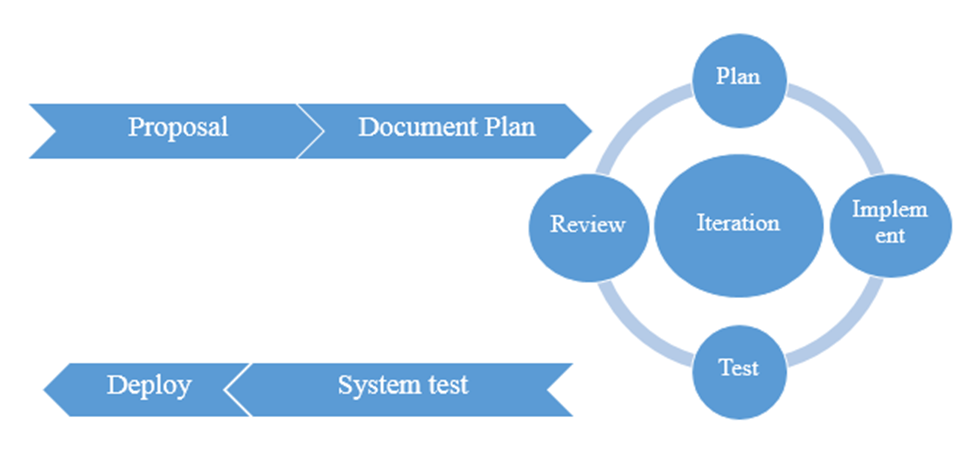 Proposal
Document Plan
Plan
Review
Iteration
Implem
ent
Test
Deploy
System test